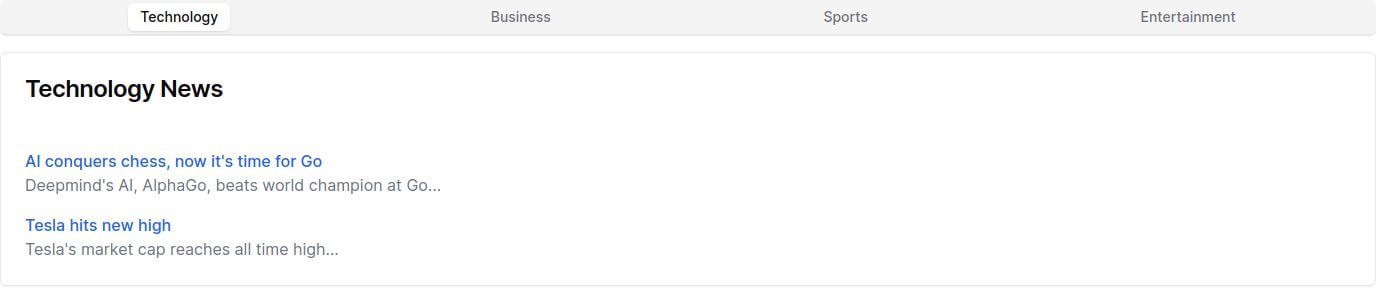 Technology Business Sports Entertainment
Technology News
AI conquers chess, now it's time for Go
Deepmind's AI, AlphaGo, beats world champion at Go...
Tesla hits new high
Tesla's market cap reaches all time high...